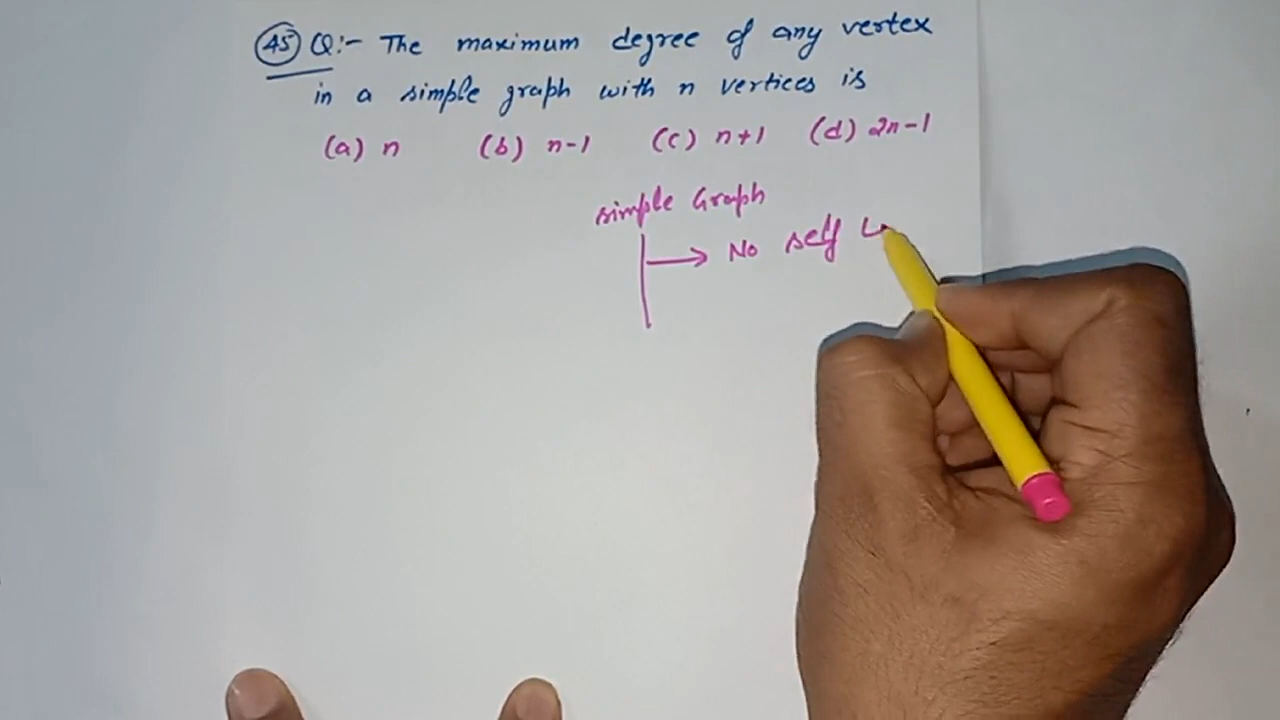 45 Q:- The maximum degree of any vertex
in a simple graph with n vertices is
(a) n (b) n-1 (c) n+1 (d) 2n-1
simple Graph
No self